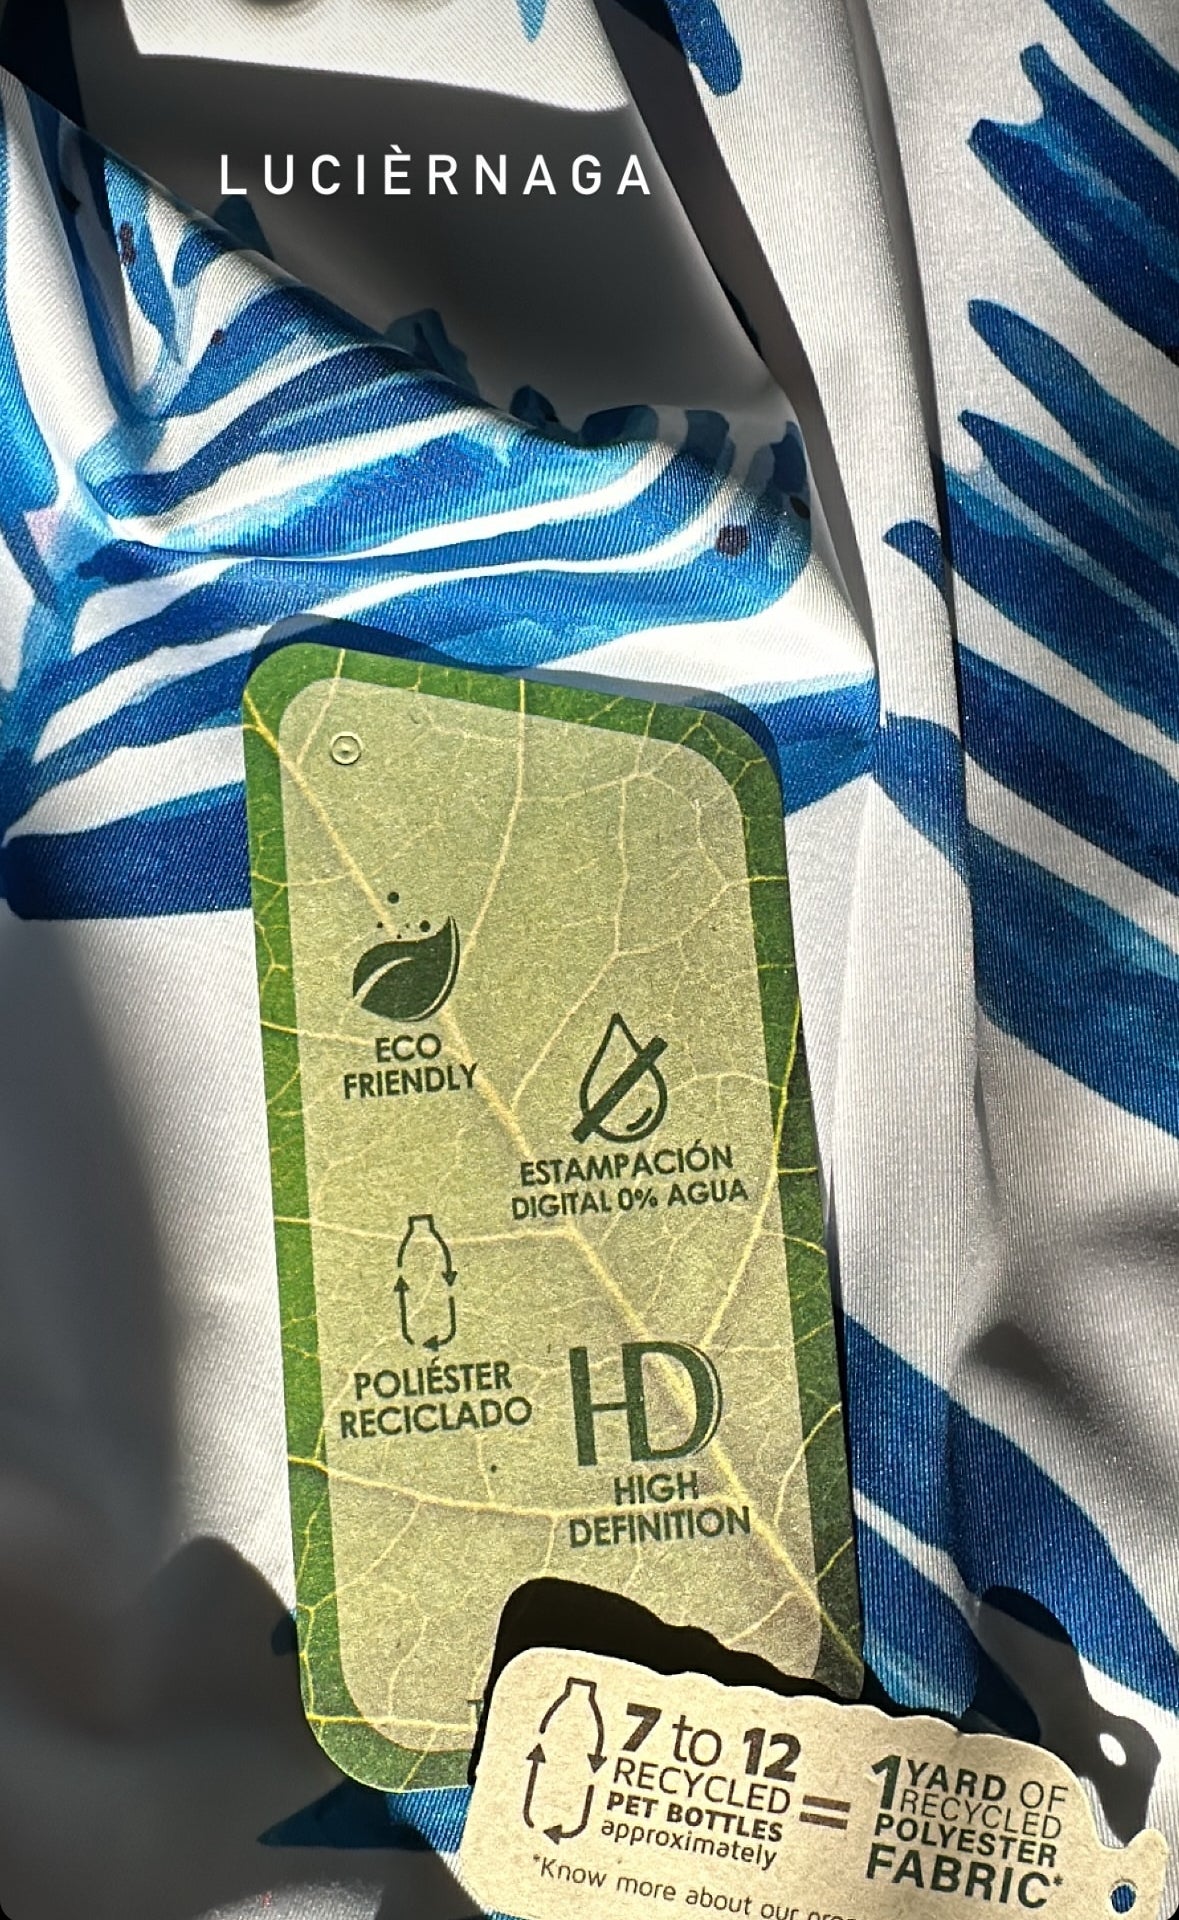 LUCIÈRNAGA
ECO
FRIENDLY
ESTAMPACIÓN
DIGITAL 0% AGUA
POLIÉSTER
RECICLADO
HD
HIGH
DEFINITION
7 to 12
RECYCLED
PET BOTTLES
approximately
=
1 YARD OF
RECYCLED
POLYESTER
FABRIC*
*Know more about our